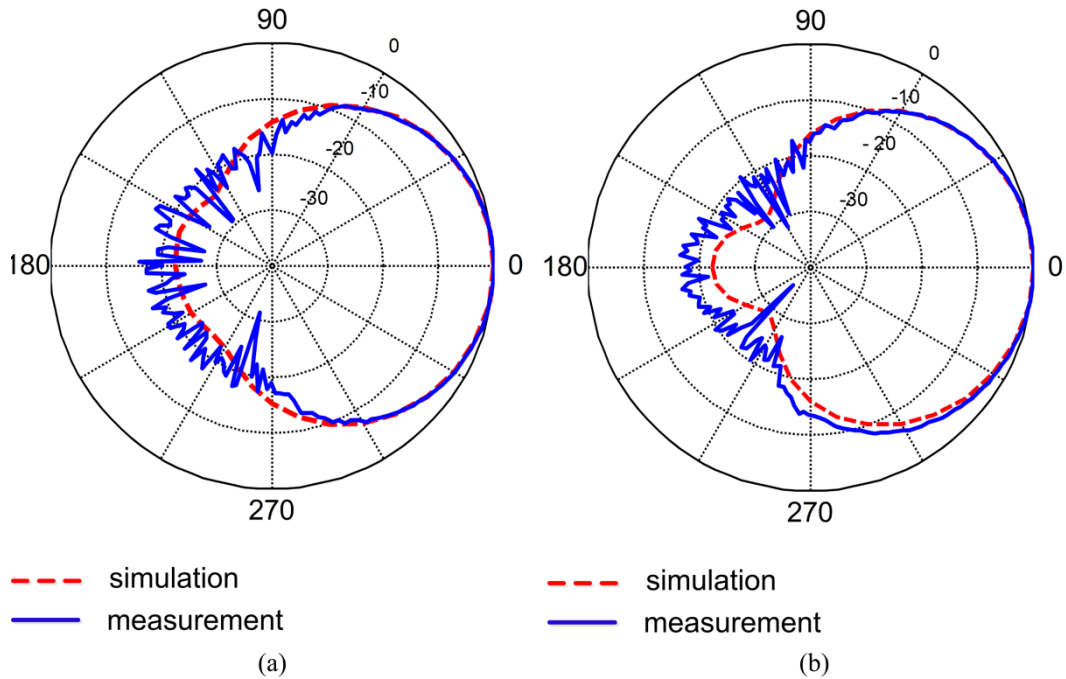 90
0
-10
-20
-30
180
0
270
simulation
measurement
(a)
90
0
-10
- 20
-30
180
0
270
simulation
measurement
(b)